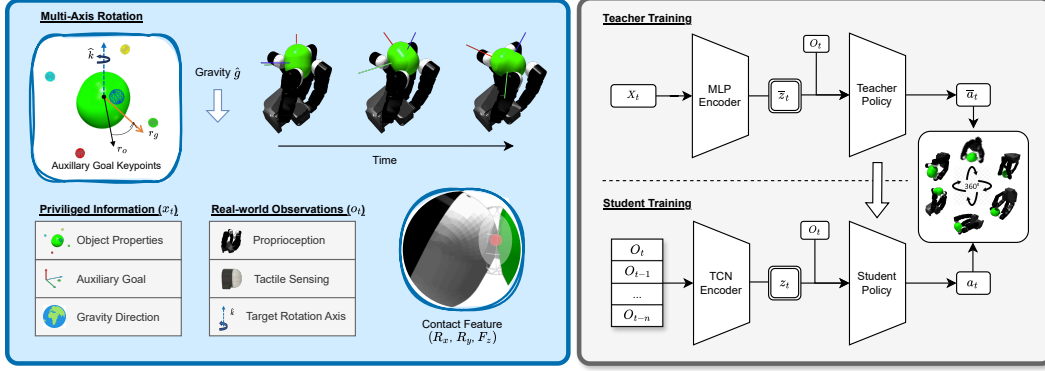 Multi-Axis Rotation
k̂
r_g
r_o
Auxillary Goal Keypoints
Gravity ĝ
Time
Priviliged Information (x_t)
Object Properties
Auxiliary Goal
Gravity Direction
Real-world Observations (o_t)
Proprioception
Tactile Sensing
k̂
Target Rotation Axis
Contact Feature
(R_x, R_y, F_z)
Teacher Training
X_t
MLP
Encoder
z̅_t
O_t
Teacher
Policy
a̅_t
360°
Student Training
O_t
O_{t-1}
...
O_{t-n}
TCN
Encoder
z_t
O_t
Student
Policy
a_t